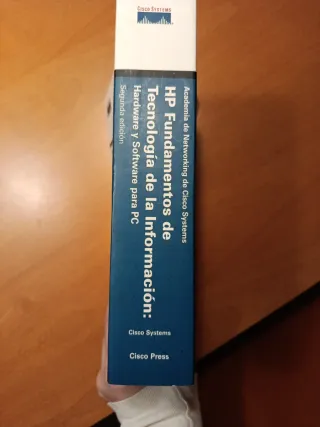 CISCO SYSTEMS
Academia de Networking de Cisco Systems
HP Fundamentos de
Tecnología de la Información:
Hardware y Software para PC
Segunda edición
Cisco Systems
Cisco Press